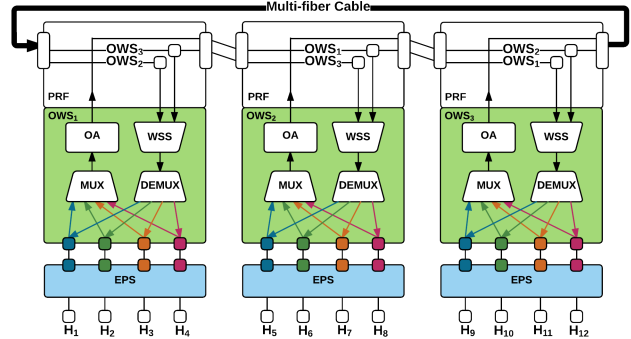 Multi-fiber Cable
OWS₃ OWS₁ OWS₂
OWS₂ OWS₃ OWS₁
PRF PRF PRF
OWS₁ OWS₂ OWS₃
OA WSS OA WSS OA WSS
MUX DEMUX MUX DEMUX MUX DEMUX
EPS EPS EPS
H₁ H₂ H₃ H₄ H₅ H₆ H₇ H₈ H₉ H₁₀ H₁₁ H₁₂